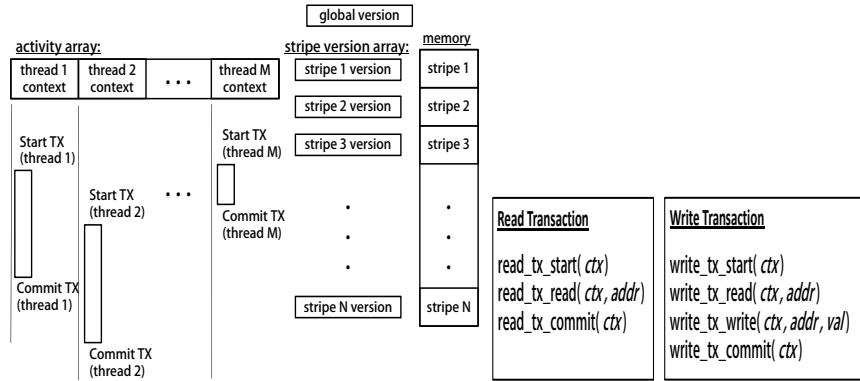 global version
activity array:
stripe version array:
memory
thread 1
context
thread 2
context
• • •
thread M
context
stripe 1 version
stripe 1
stripe 2 version
stripe 2
stripe 3 version
stripe 3
Start TX
(thread 1)
Start TX
(thread 2)
• • •
Start TX
(thread M)
Commit TX
(thread M)
Commit TX
(thread 1)
Commit TX
(thread 2)
stripe N version
stripe N
Read Transaction
read_tx_start( ctx)
read_tx_read( ctx, addr)
read_tx_commit( ctx)
Write Transaction
write_tx_start( ctx)
write_tx_read( ctx, addr)
write_tx_write( ctx, addr, val)
write_tx_commit( ctx)